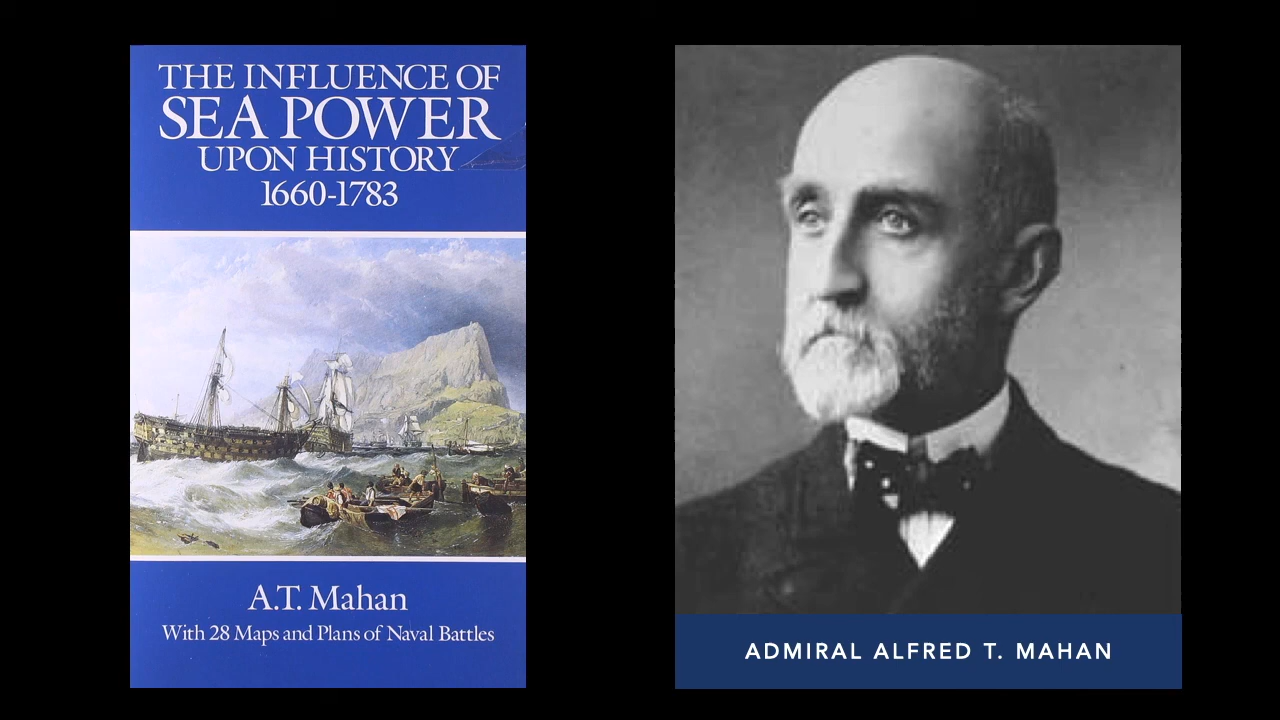 THE INFLUENCE OF
SEA POWER
UPON HISTORY
1660-1783
A.T. Mahan
With 28 Maps and Plans of Naval Battles
ADMIRAL ALFRED T. MAHAN